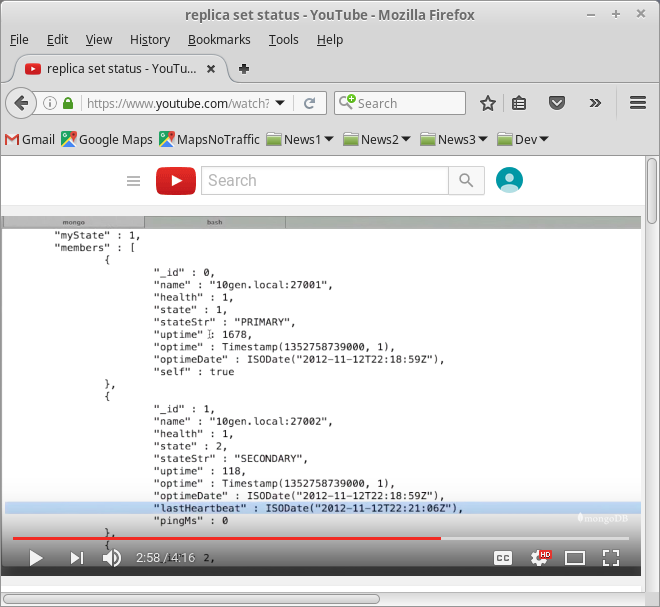 replica set status - YouTube - Mozilla Firefox
File Edit View History Bookmarks Tools Help
replica set status - YouTu...
https://www.youtube.com/watch? Search
Gmail Google Maps MapsNoTraffic News1 News2 News3 Dev
Search
mongo bash
"myState" : 1,
"members" : [
{
"_id" : 0,
"name" : "10gen.local:27001",
"health" : 1,
"state" : 1,
"stateStr" : "PRIMARY",
"uptime" : 1678,
"optime" : Timestamp(1352758739000, 1),
"optimeDate" : ISODate("2012-11-12T22:18:59Z"),
"self" : true
},
{
"_id" : 1,
"name" : "10gen.local:27002",
"health" : 1,
"state" : 2,
"stateStr" : "SECONDARY",
"uptime" : 118,
"optime" : Timestamp(1352758739000, 1),
"optimeDate" : ISODate("2012-11-12T22:18:59Z"),
"lastHeartbeat" : ISODate("2012-11-12T22:21:06Z"),
"pingMs" : 0
mongoDB
},
{
2:58 / 4:16 2, CC HD